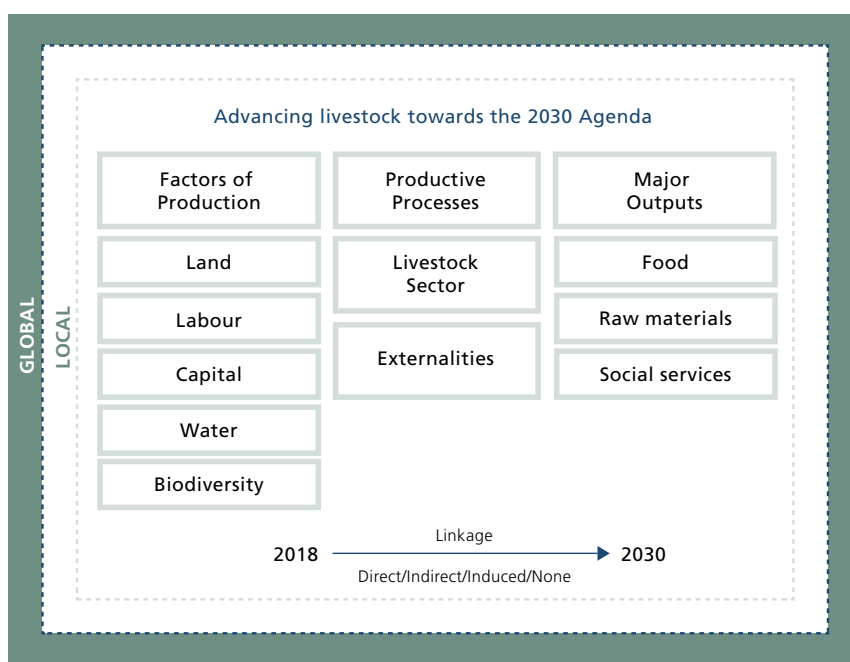 Advancing livestock towards the 2030 Agenda
Factors of
Production
Land
Labour
Capital
Water
Biodiversity
Productive
Processes
Livestock
Sector
Externalities
Major
Outputs
Food
Raw materials
Social services
GLOBAL
LOCAL
Linkage
2018
2030
Direct/Indirect/Induced/None